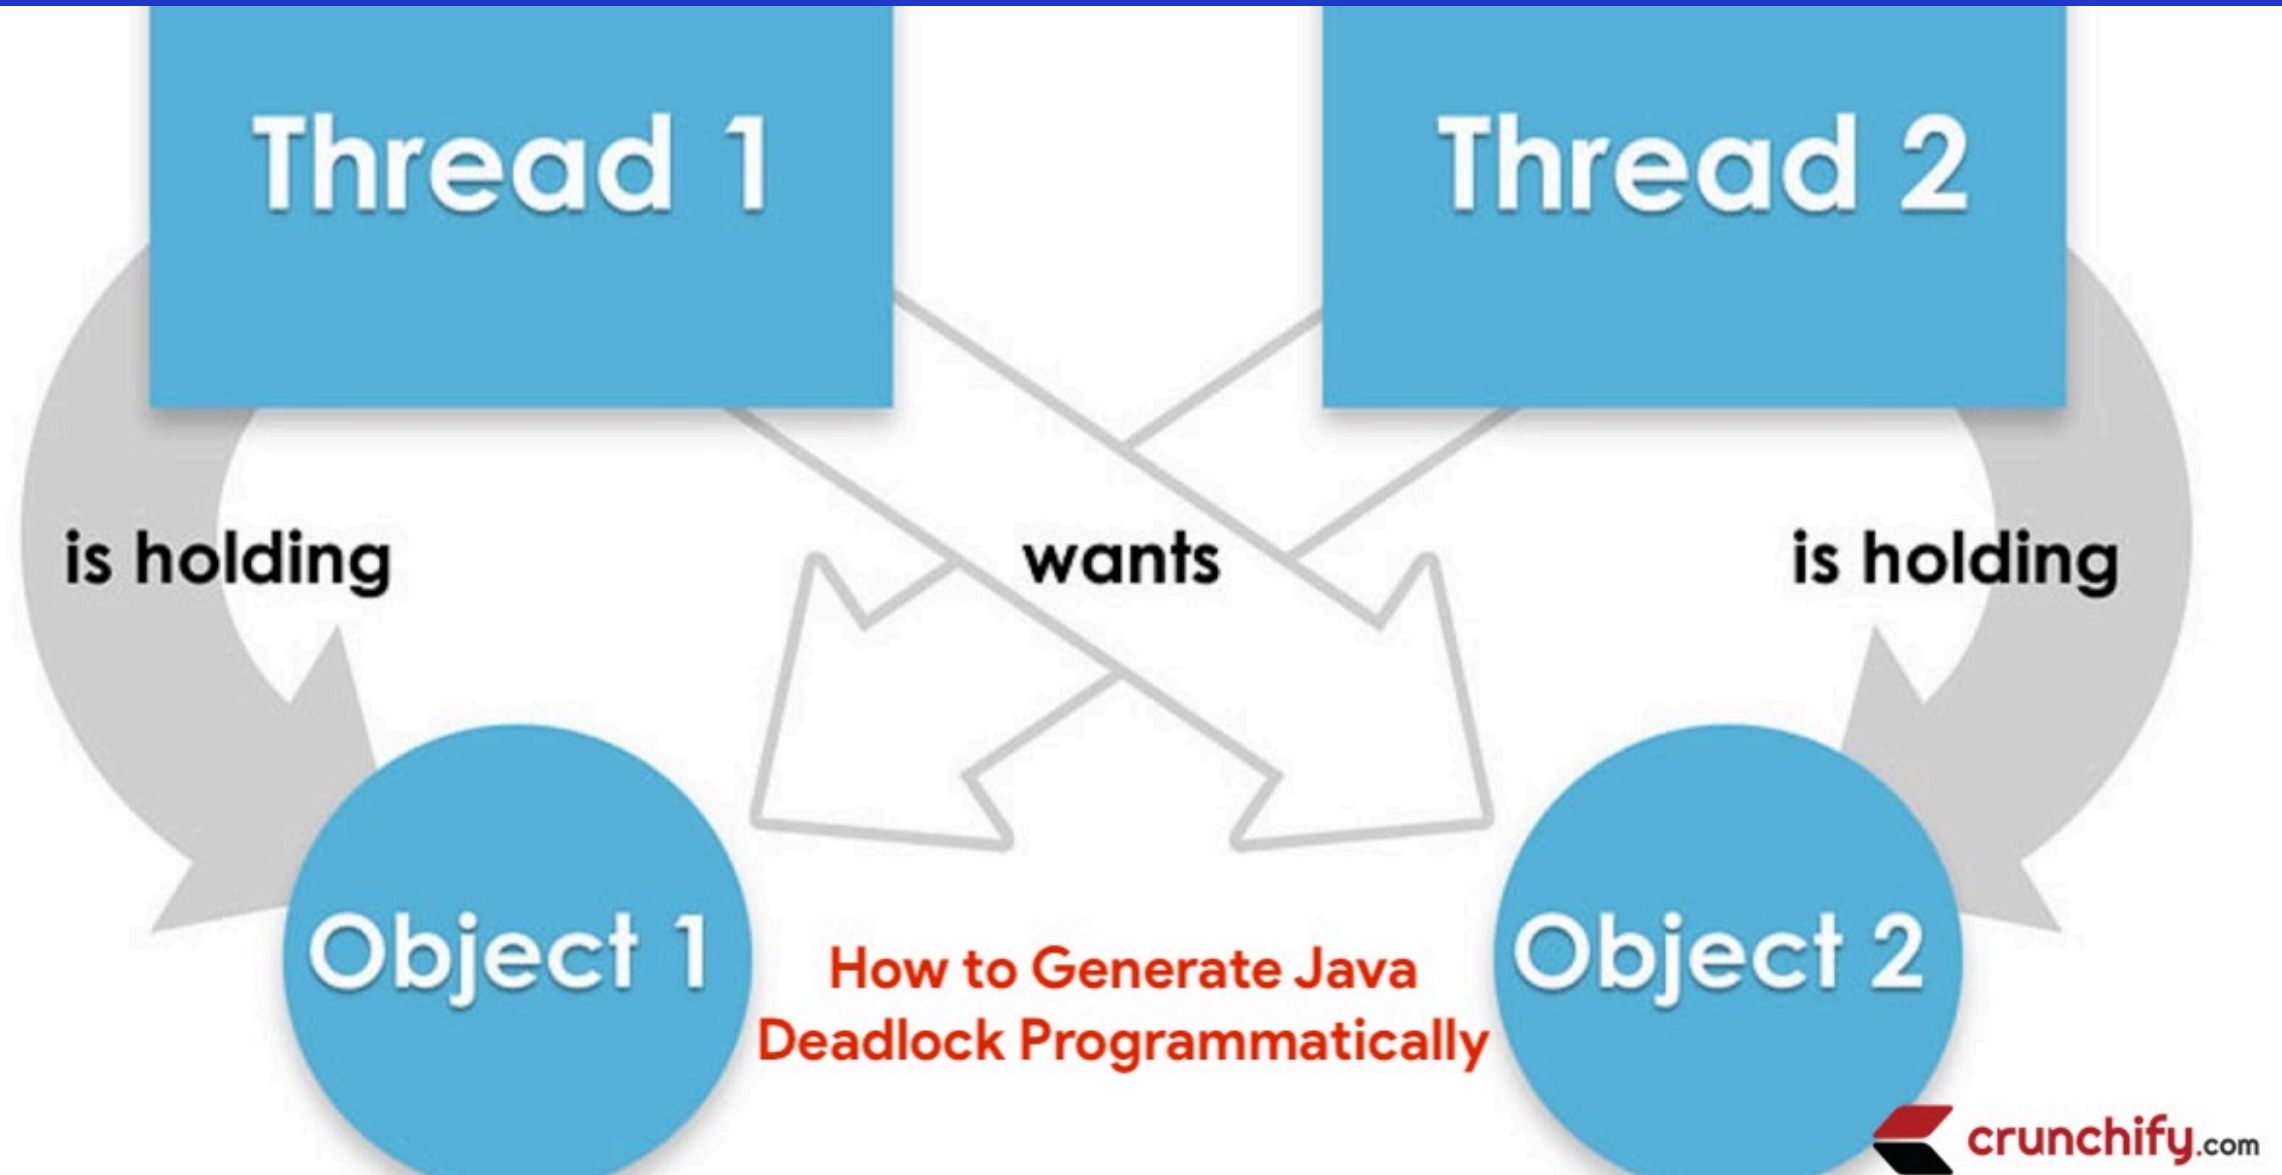 Thread 1
Thread 2
is holding
wants
is holding
Object 1
Object 2
How to Generate Java
Deadlock Programmatically
crunchify.com